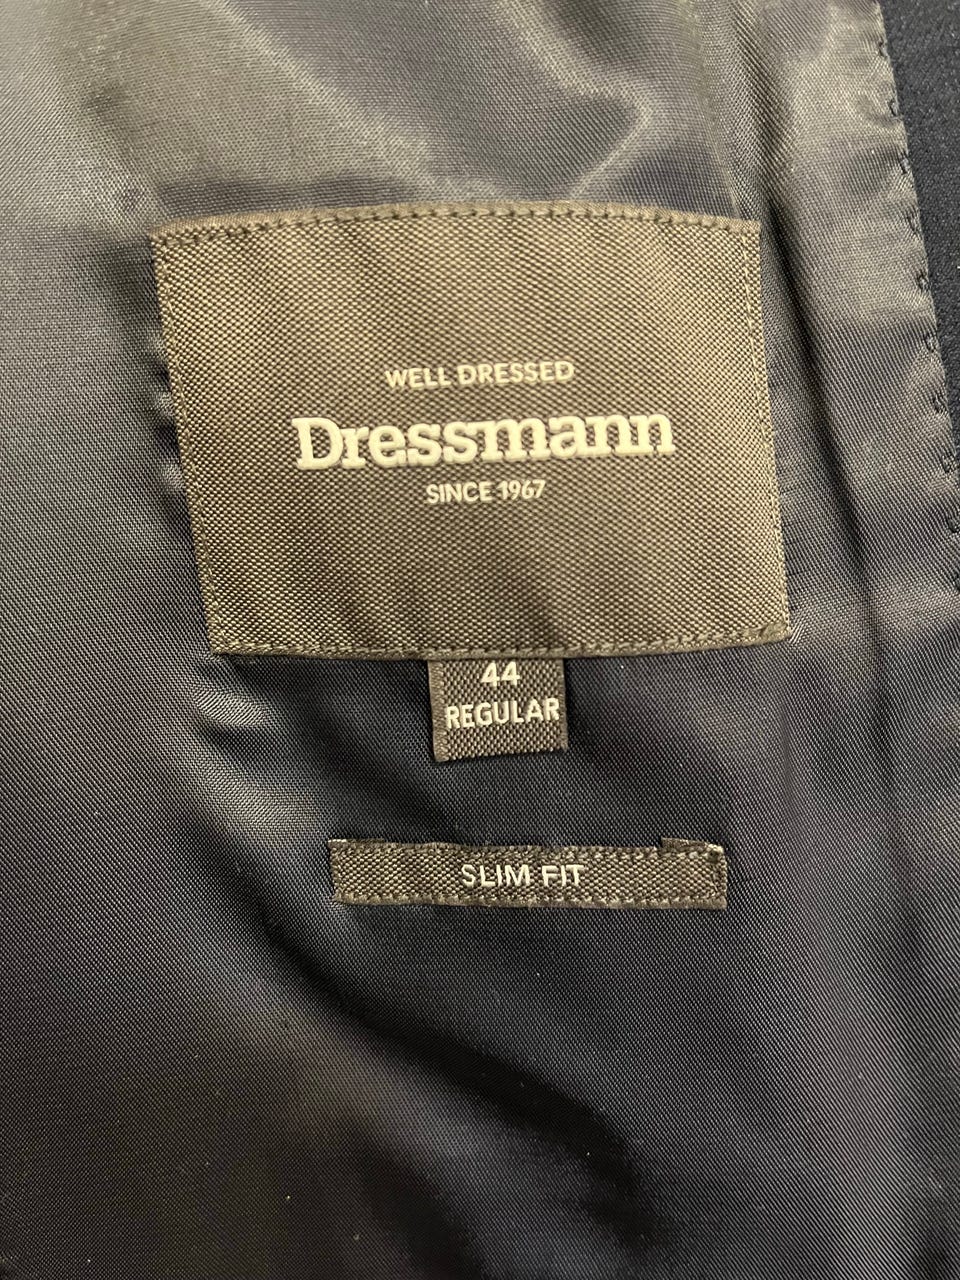 WELL DRESSED
Dressmann
SINCE 1967
44
REGULAR
SLIM FIT